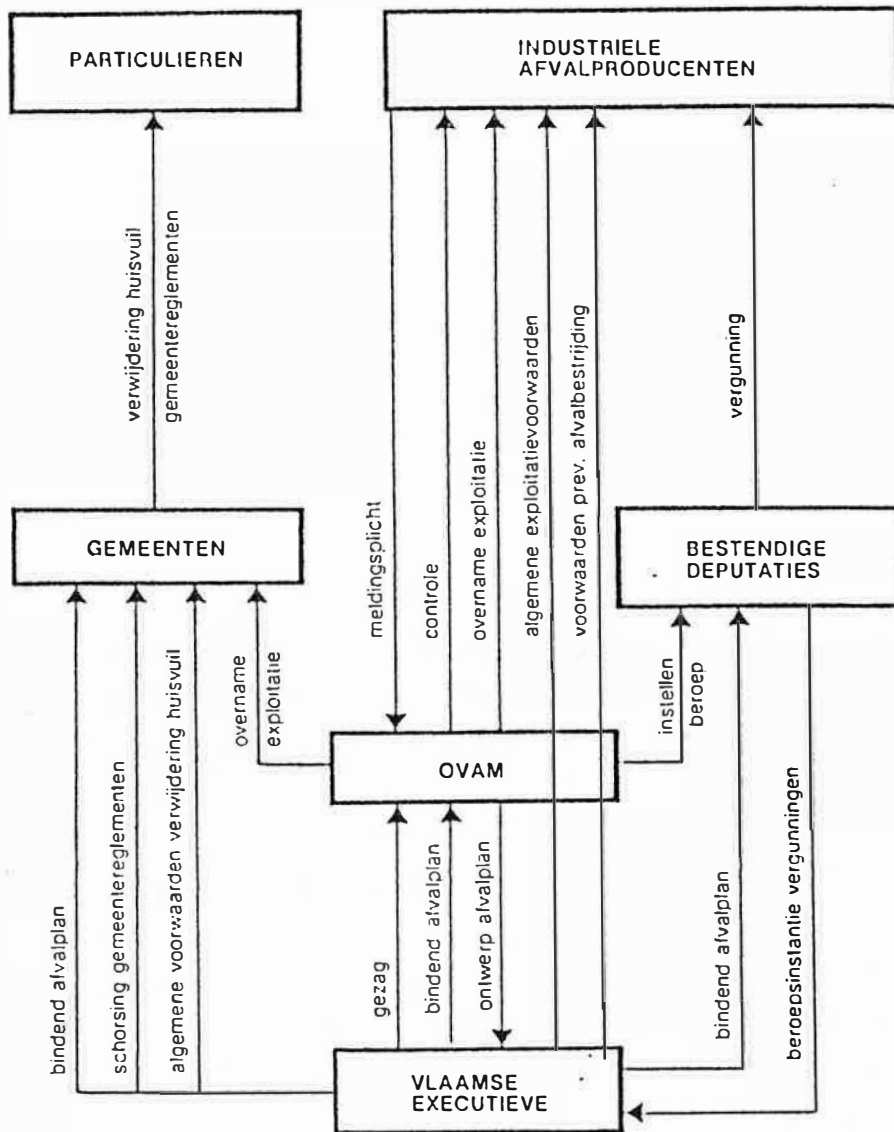 PARTICULIEREN
INDUSTRIELE
AFVALPRODUCENTEN
verwijdering huisvuil
gemeentereglementen
meldingsplicht
controle
overname exploitatie
algemene exploitatievoorwaarden
voorwaarden prev. afvalbestrijding
vergunning
GEMEENTEN
BESTENDIGE
DEPUTATIES
bindend afvalplan
schorsing gemeentereglementen
algemene voorwaarden verwijdering huisvuil
overname
exploitatie
OVAM
instellen
beroep
gezag
bindend afvalplan
ontwerp afvalplan
bindend afvalplan
beroepsinstantie vergunningen
VLAAMSE
EXECUTIEVE